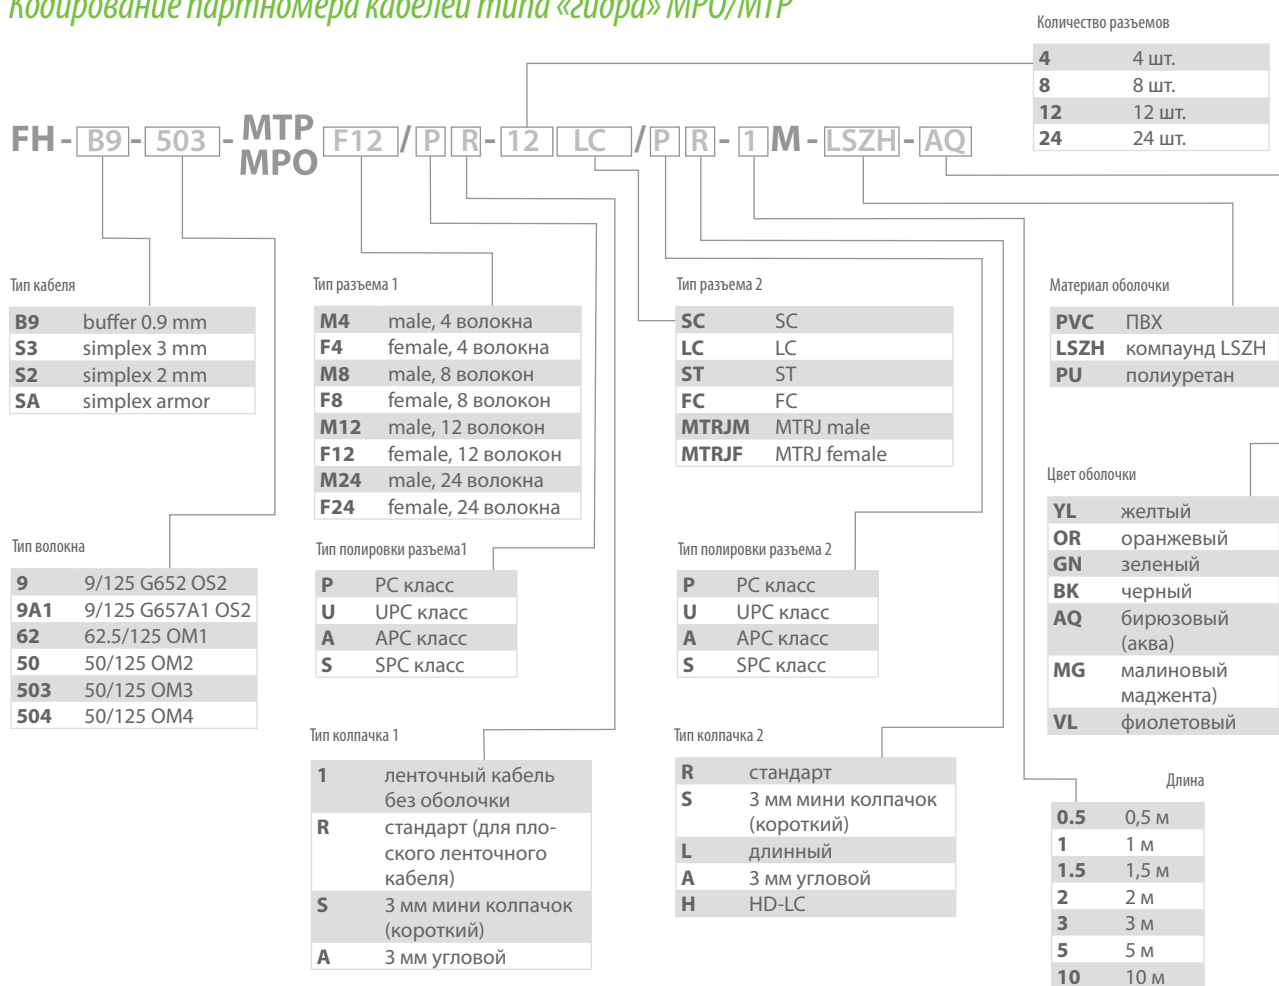 Кодирование партномера кабелей типа «гидра» MPO/MTP
Количество разъемов
4 4 шт.
8 8 шт.
12 12 шт.
24 24 шт.
FH - B9 - 503 - MTP MPO F12 / P R - 12 LC / P R - 1 M - LSZH - AQ
Тип кабеля
B9 buffer 0.9 mm
S3 simplex 3 mm
S2 simplex 2 mm
SA simplex armor
Тип волокна
9 9/125 G652 OS2
9A1 9/125 G657A1 OS2
62 62.5/125 OM1
50 50/125 OM2
503 50/125 OM3
504 50/125 OM4
Тип разъема 1
M4 male, 4 волокна
F4 female, 4 волокна
M8 male, 8 волокон
F8 female, 8 волокон
M12 male, 12 волокон
F12 female, 12 волокон
M24 male, 24 волокна
F24 female, 24 волокна
Тип полировки разъема1
P PC класс
U UPC класс
A APC класс
S SPC класс
Тип колпачка 1
1 ленточный кабель
без оболочки
R стандарт (для пло-
ского ленточного
кабеля)
S 3 мм мини колпачок
(короткий)
A 3 мм угловой
Тип разъема 2
SC SC
LC LC
ST ST
FC FC
MTRJM MTRJ male
MTRJF MTRJ female
Тип полировки разъема 2
P PC класс
U UPC класс
A APC класс
S SPC класс
Тип колпачка 2
R стандарт
S 3 мм мини колпачок
(короткий)
L длинный
A 3 мм угловой
H HD-LC
Материал оболочки
PVC ПВХ
LSZH компаунд LSZH
PU полиуретан
Цвет оболочки
YL желтый
OR оранжевый
GN зеленый
BK черный
AQ бирюзовый
(аква)
MG малиновый
маджента)
VL фиолетовый
Длина
0.5 0,5 м
1 1 м
1.5 1,5 м
2 2 м
3 3 м
5 5 м
10 10 м